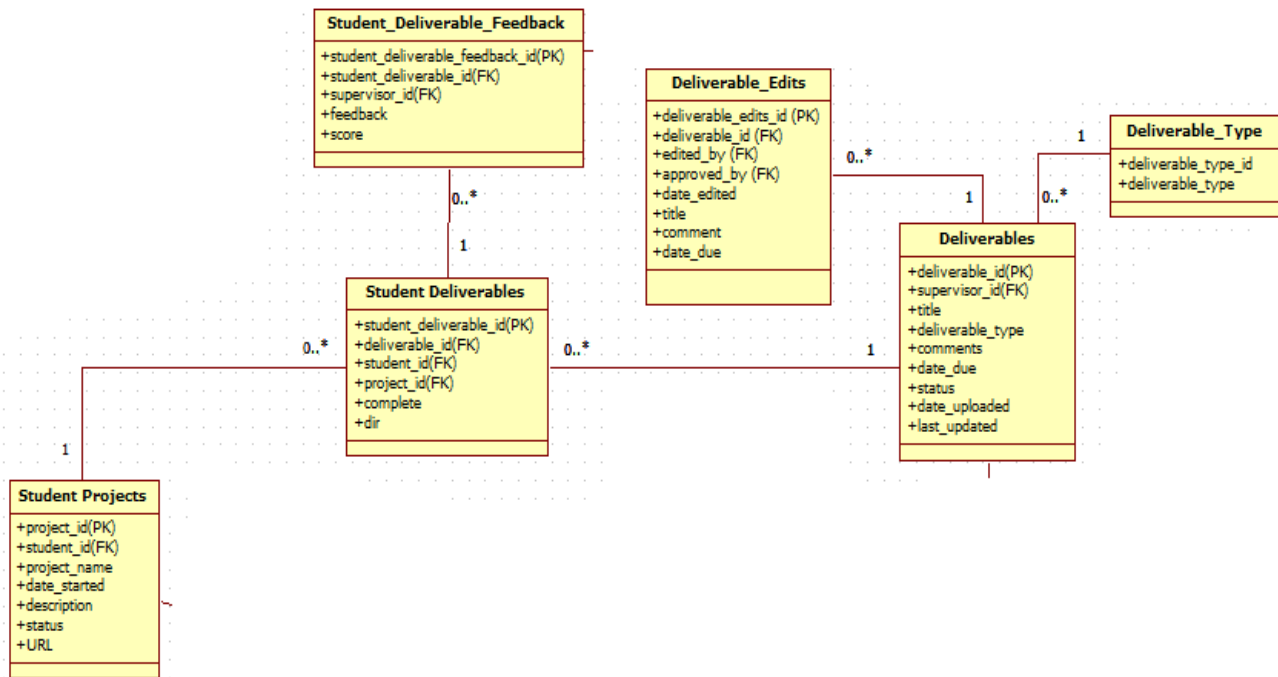 Student_Deliverable_Feedback
+student_deliverable_feedback_id(PK)
+student_deliverable_id(FK)
+supervisor_id(FK)
+feedback
+score
0..*
1
Deliverable_Edits
+deliverable_edits_id (PK)
+deliverable_id (FK)
+edited_by (FK)
+approved_by (FK)
+date_edited
+title
+comment
+date_due
0..*
1
Deliverable_Type
+deliverable_type_id
+deliverable_type
1
0..*
Deliverables
+deliverable_id(PK)
+supervisor_id(FK)
+title
+deliverable_type
+comments
+date_due
+status
+date_uploaded
+last_updated
Student Deliverables
+student_deliverable_id(PK)
+deliverable_id(FK)
+student_id(FK)
+project_id(FK)
+complete
+dir
0..*
1
0..*
1
Student Projects
+project_id(PK)
+student_id(FK)
+project_name
+date_started
+description
+status
+URL